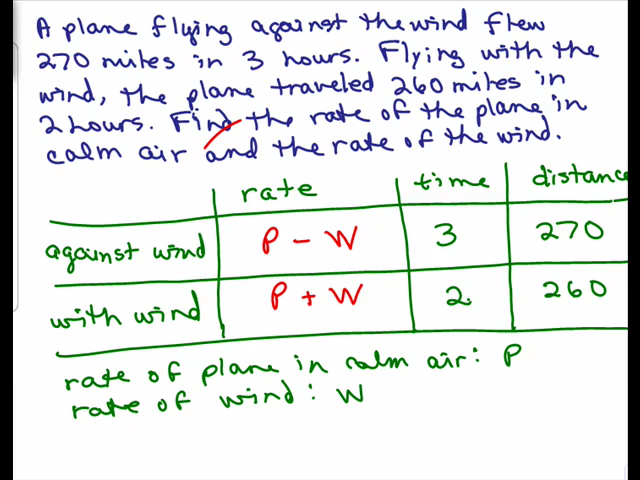 A plane flying against the wind flew
270 miles in 3 hours. Flying with the
wind, the plane traveled 260 miles in
2 hours. Find the rate of the plane in
calm air and the rate of the wind.
rate time distance
against wind P - W 3 270
with wind P + W 2 260
rate of plane in calm air: P
rate of wind: W